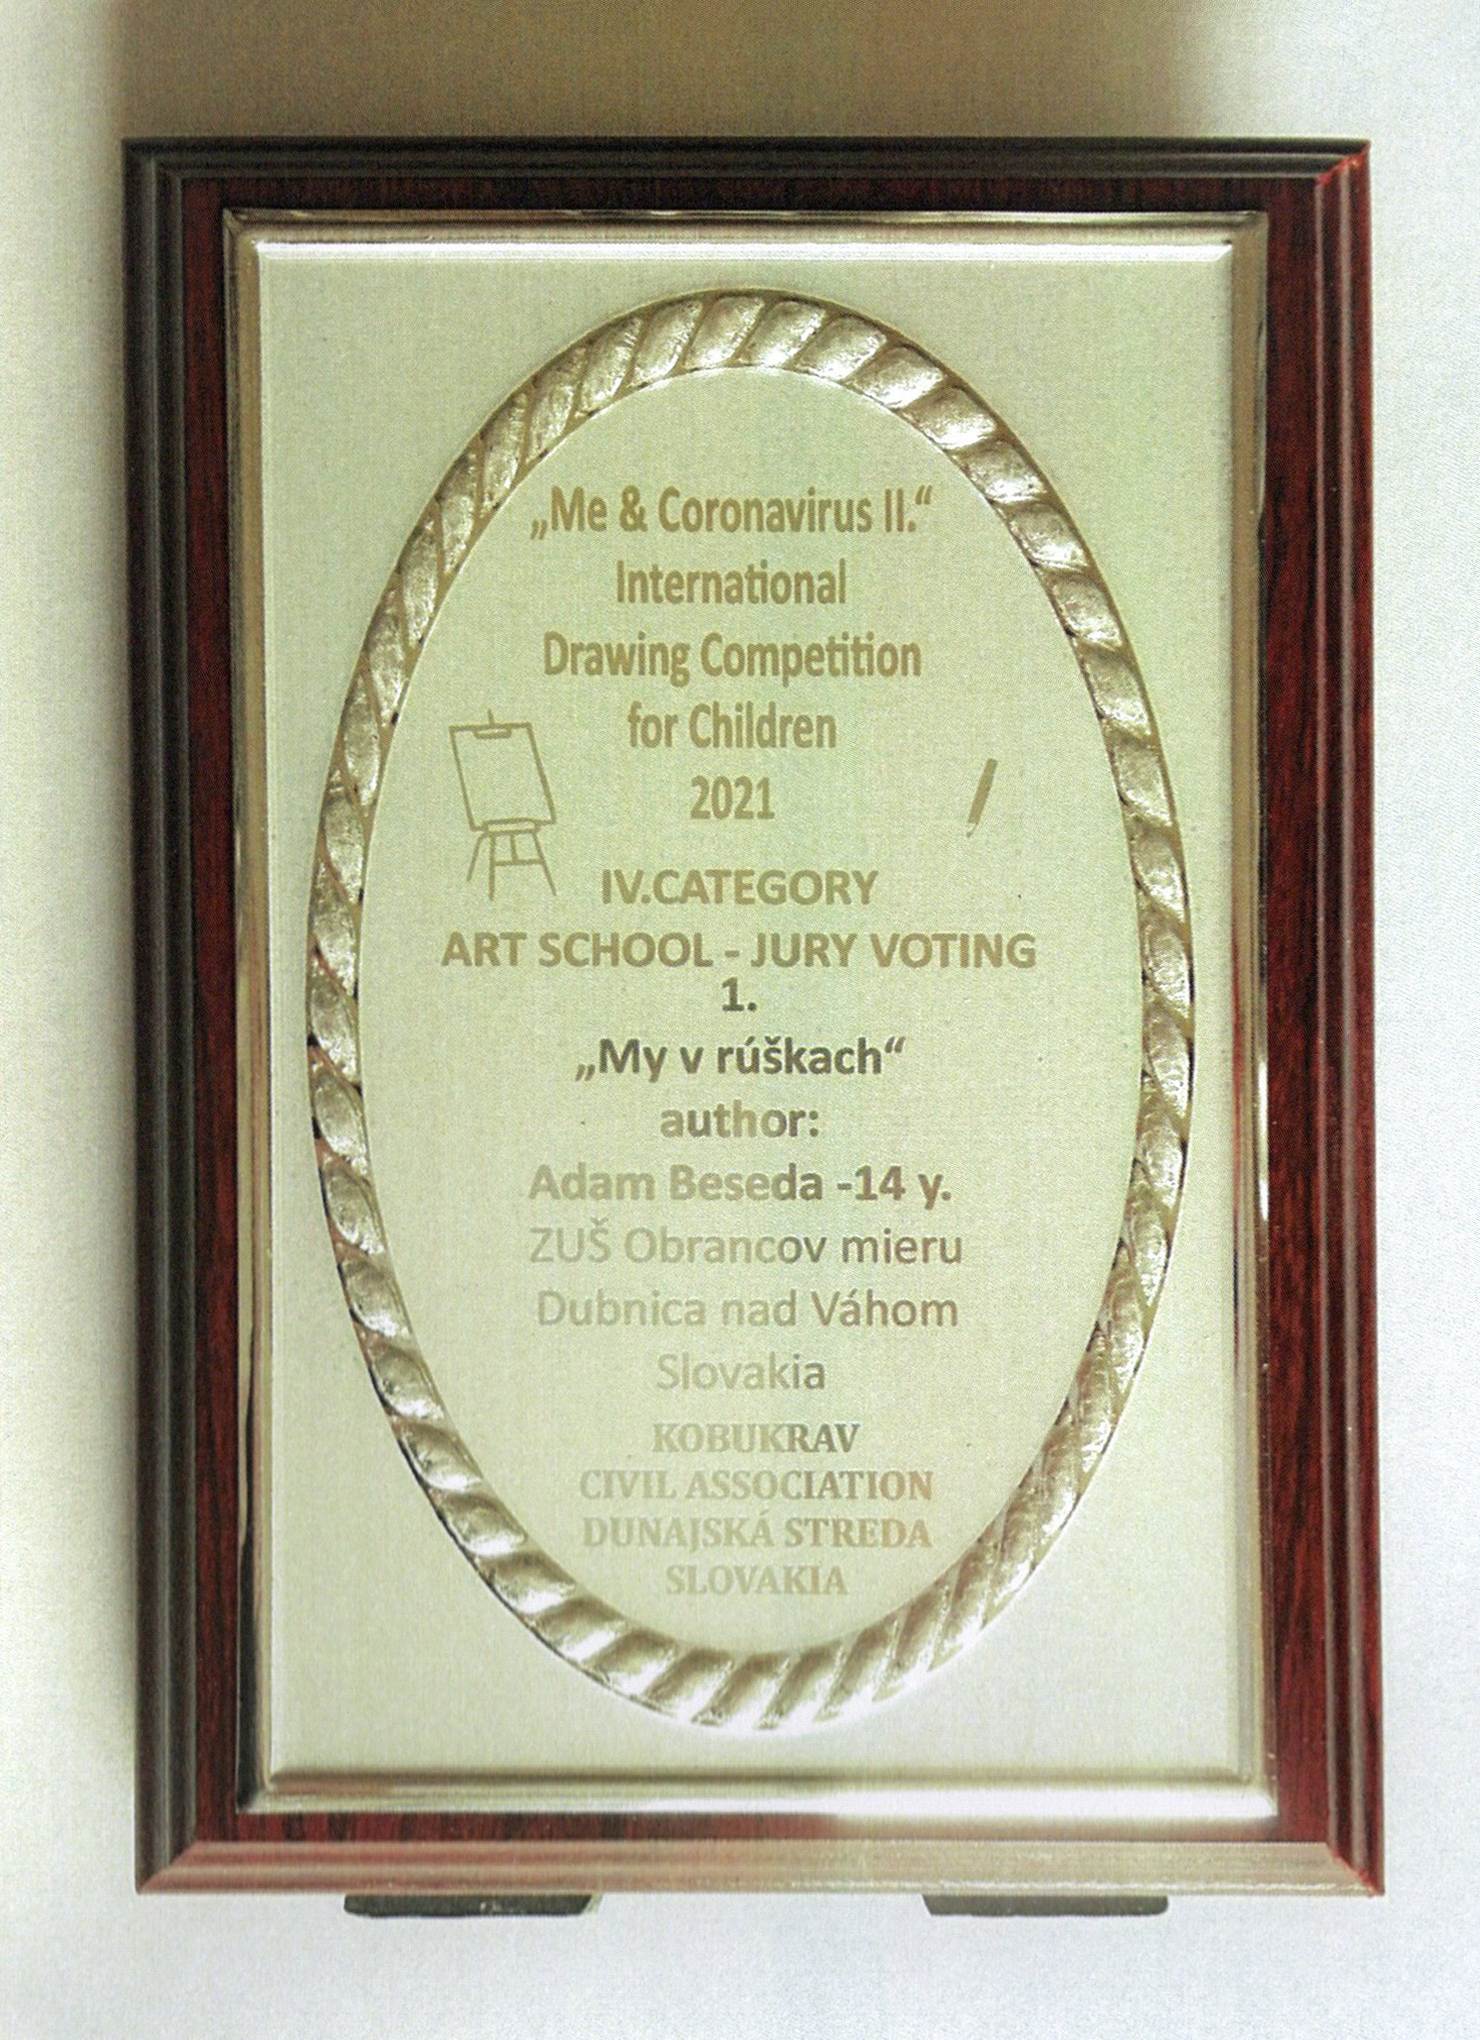 „Me & Coronavirus II.“
International
Drawing Competition
for Children
2021
IV.CATEGORY
ART SCHOOL - JURY VOTING
1.
„My v rúškach“
author:
Adam Beseda -14 y.
ZUŠ Obrancov mieru
Dubnica nad Váhom
Slovakia
KOBUKRAV
CIVIL ASSOCIATION
DUNAJSKÁ STREDA
SLOVAKIA